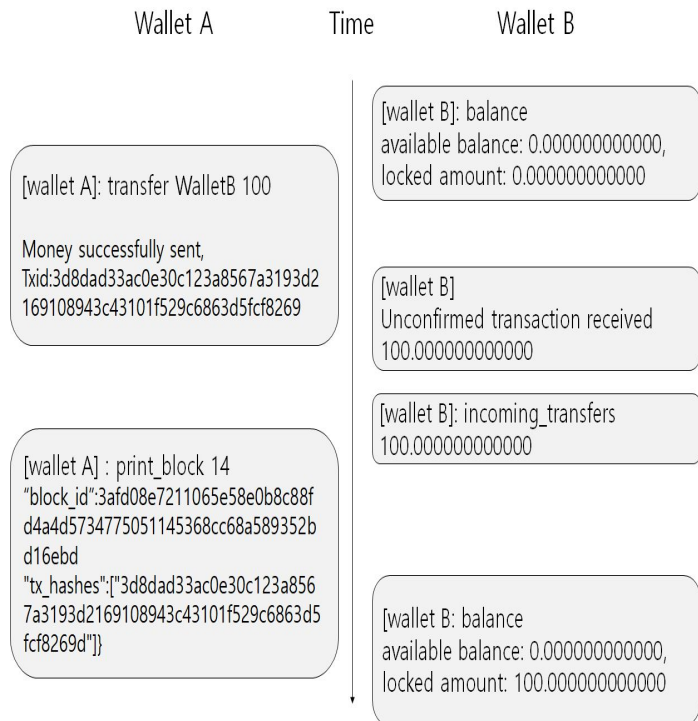 Wallet A Time Wallet B
[wallet B]: balance
available balance: 0.000000000000,
locked amount: 0.000000000000
[wallet A]: transfer WalletB 100
Money successfully sent,
Txid:3d8dad33ac0e30c123a8567a3193d2
169108943c43101f529c6863d5fcf8269
[wallet B]
Unconfirmed transaction received
100.000000000000
[wallet B]: incoming_transfers
100.000000000000
[wallet A] : print_block 14
“block_id”:3afd08e7211065e58e0b8c88f
d4a4d5734775051145368cc68a589352b
d16ebd
"tx_hashes":["3d8dad33ac0e30c123a856
7a3193d2169108943c43101f529c6863d5
fcf8269d"]}
[wallet B: balance
available balance: 0.000000000000,
locked amount: 100.000000000000